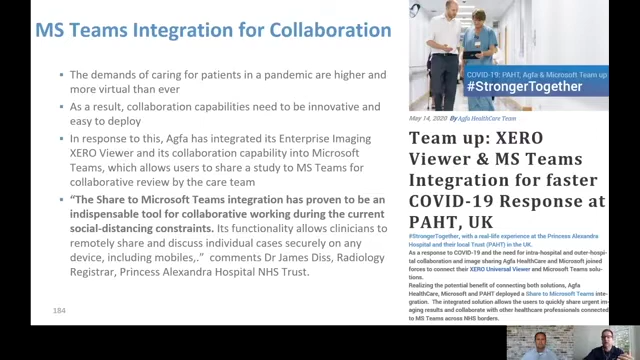 MS Teams Integration for Collaboration
▪ The demands of caring for patients in a pandemic are higher and
more virtual than ever
▪ As a result, collaboration capabilities need to be innovative and
easy to deploy
▪ In response to this, Agfa has integrated its Enterprise Imaging
XERO Viewer and its collaboration capability into Microsoft
Teams, which allows users to share a study to MS Teams for
collaborative review by the care team
▪ “The Share to Microsoft Teams integration has proven to be an
indispensable tool for collaborative working during the current
social-distancing constraints. Its functionality allows clinicians to
remotely share and discuss individual cases securely on any
device, including mobiles,.” comments Dr James Diss, Radiology
Registrar, Princess Alexandra Hospital NHS Trust.
184
COVID-19: PAHT, Agfa & Microsoft Team up
#StrongerTogether
May 14, 2020 By Agfa HealthCare Team
Team up: XERO
Viewer & MS Teams
Integration for faster
COVID-19 Response at
PAHT, UK
#StrongerTogether, with a real-life experience at the Princess Alexandra
Hospital and their local Trust (PAHT) in the UK.
As a response to COVID-19 and the need for intra-hospital and outer-hospi-
tal collaboration and image sharing Agfa HealthCare and Microsoft joined
forces to connect their XERO Universal Viewer and Microsoft Teams solu-
tions.
Realizing the potential benefit of connecting both solutions, Agfa
HealthCare, Microsoft and PAHT deployed a Share to Microsoft Teams inte-
gration. The integrated solution allows the users to quickly share urgent im-
aging results and collaborate with other healthcare professionals connected
to MS Teams across NHS borders.